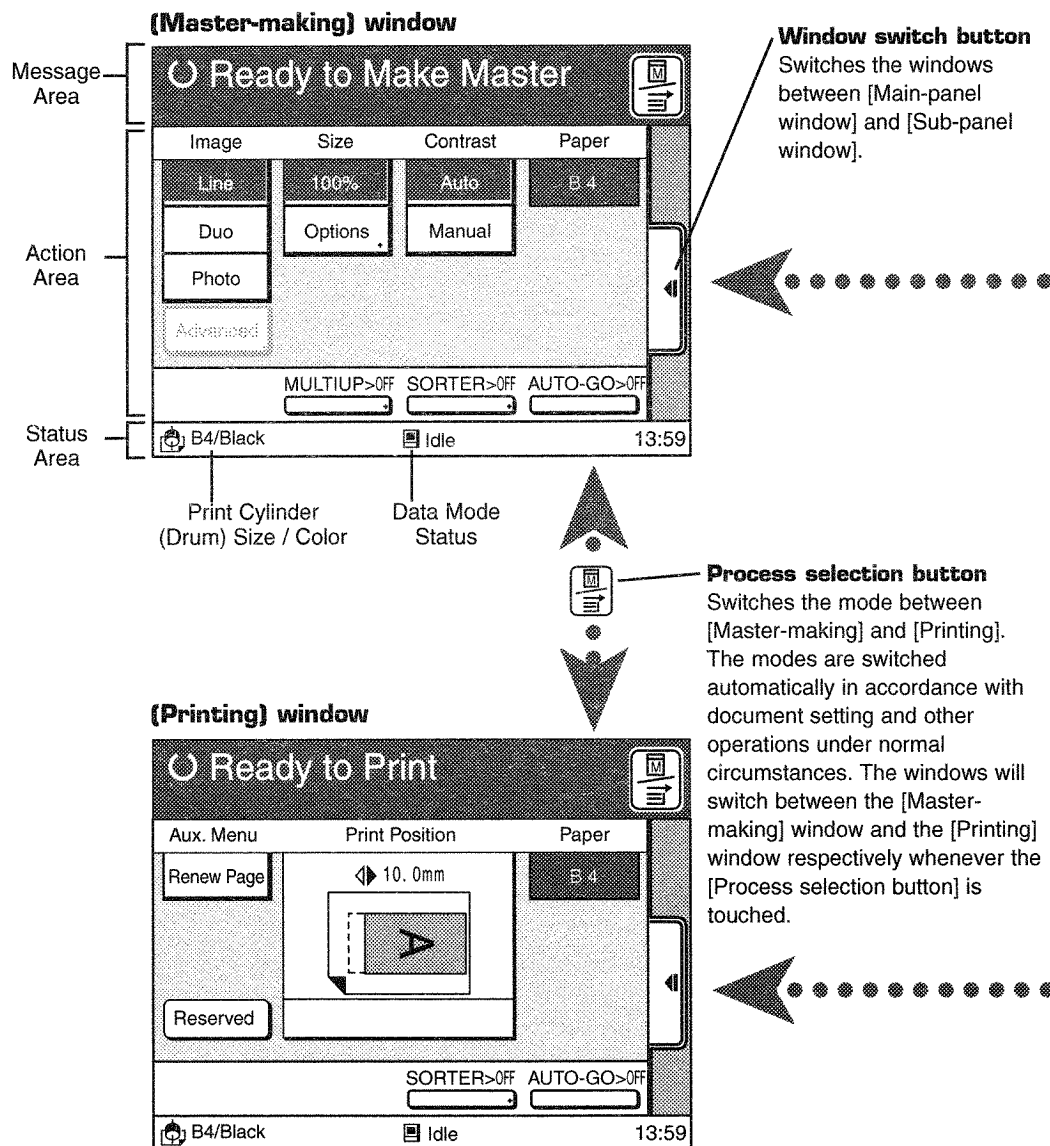 (Master-making) window
Message
Area
Ready to Make Master
M
Window switch button
Switches the windows
between [Main-panel
window] and [Sub-panel
window].
Action
Area
Image Size Contrast Paper
Line 100% Auto B4
Duo Options Manual
Photo
Advanced
MULTIUP>OFF SORTER>OFF AUTO-GO>OFF
Status
Area
B4/Black Idle 13:59
Print Cylinder
(Drum) Size / Color
Data Mode
Status
M
Process selection button
Switches the mode between
[Master-making] and [Printing].
The modes are switched
automatically in accordance with
document setting and other
operations under normal
circumstances. The windows will
switch between the [Master-
making] window and the [Printing]
window respectively whenever the
[Process selection button] is
touched.
(Printing) window
Ready to Print
M
Aux. Menu Print Position Paper
Renew Page 10.0mm B4
A
Reserved
SORTER>OFF AUTO-GO>OFF
B4/Black Idle 13:59